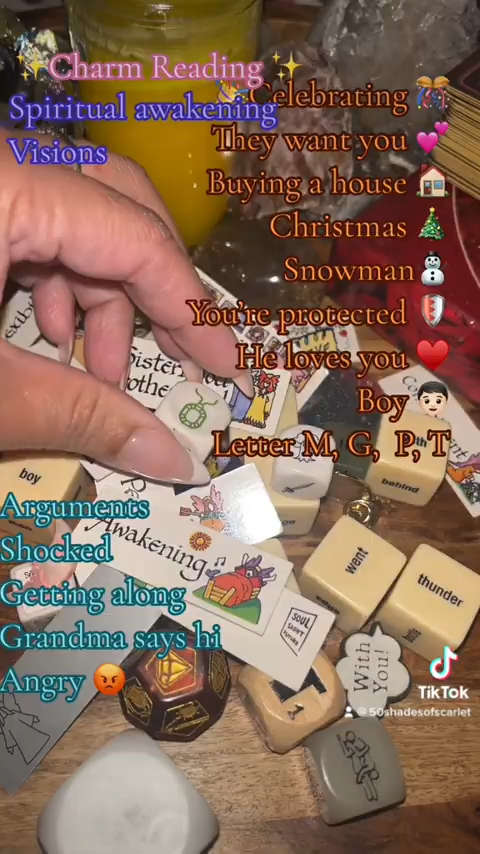 ✨Charm Reading✨
Spiritual awakening
Visions
Celebrating 🎊
They want you 💕
Buying a house 🏠
Christmas 🎄
Snowman ⛄
You're protected 🛡️
He loves you ❤️
Boy 👦🏻
Letter M, G, P, T
boy
behind
Awakening
went
thunder
SOUL
With
You!
1
Arguments
Shocked
Getting along
Grandma says hi
Angry 😡
TikTok
@ 50shadesofscarlet